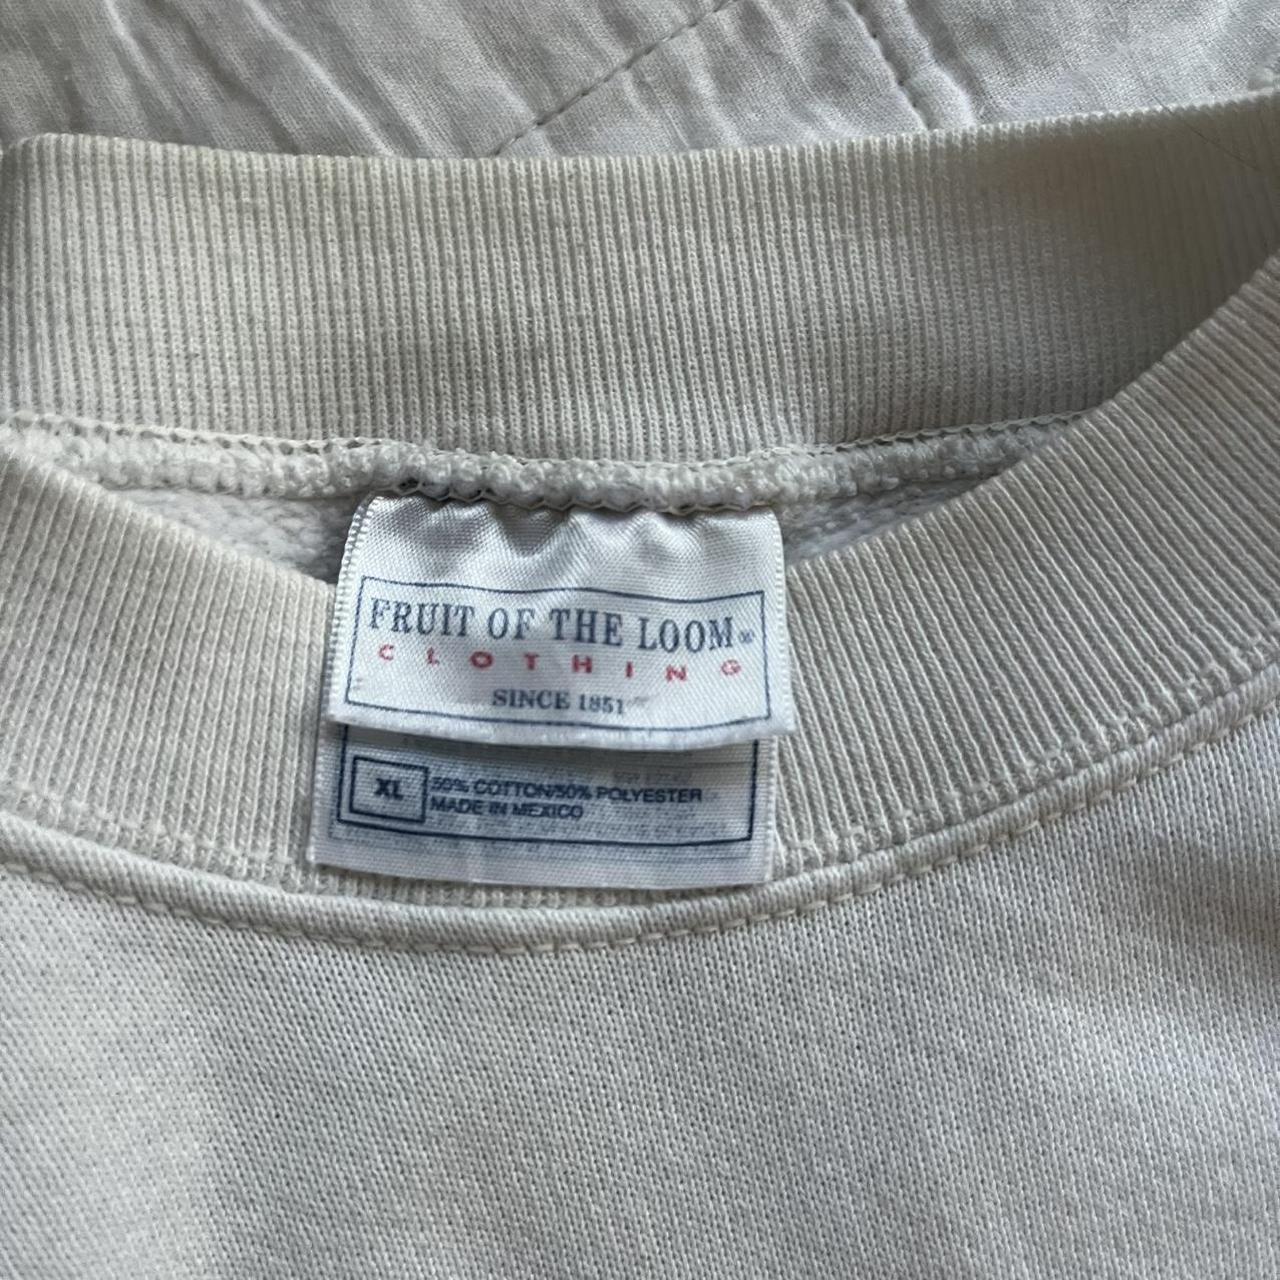 FRUIT OF THE LOOM®
CLOTHING
SINCE 1851
XL
50% COTTON/50% POLYESTER
MADE IN MEXICO